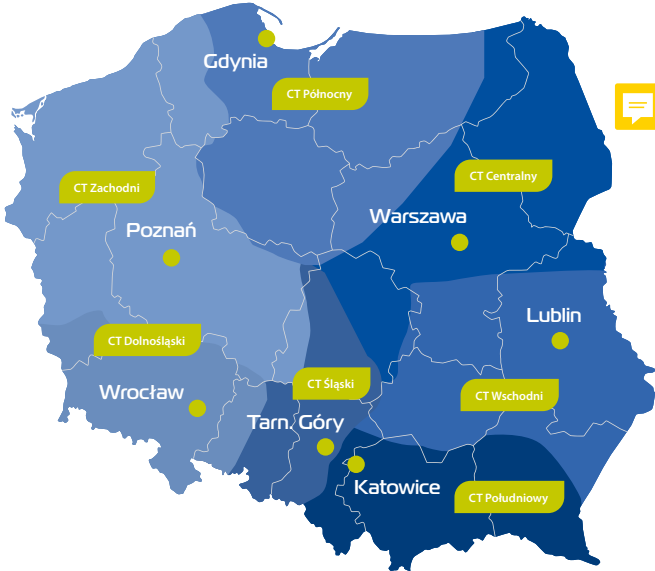 Gdynia
CT Północny
CT Zachodni
CT Centralny
Warszawa
Poznań
Lublin
CT Dolnośląski
CT Śląski
Wrocław
CT Wschodni
Tarn. Góry
Katowice
CT Południowy